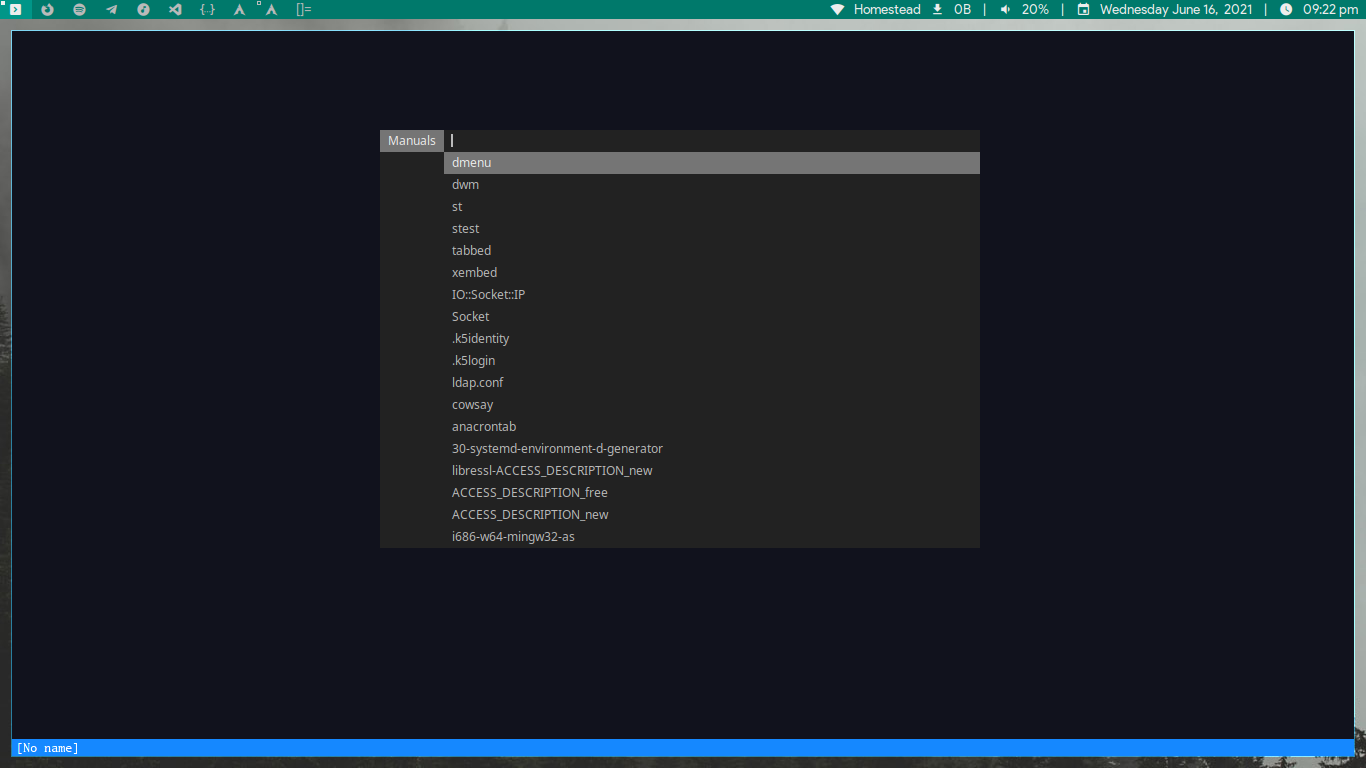 {..} []= Homestead 0B | 20% | Wednesday June 16, 2021 | 09:22 pm
Manuals
dmenu
dwm
st
stest
tabbed
xembed
IO::Socket::IP
Socket
.k5identity
.k5login
ldap.conf
cowsay
anacrontab
30-systemd-environment-d-generator
libressl-ACCESS_DESCRIPTION_new
ACCESS_DESCRIPTION_free
ACCESS_DESCRIPTION_new
i686-w64-mingw32-as
[No name]